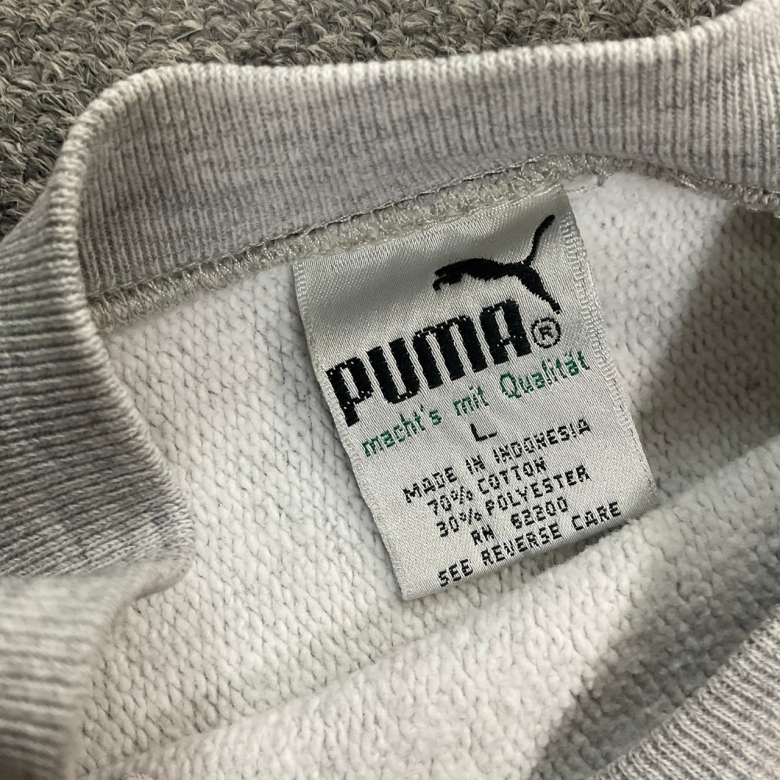 PUMA®
macht's mit Qualität
L
MADE IN INDONESIA
70% COTTON
30% POLYESTER
RN 62200
SEE REVERSE CARE